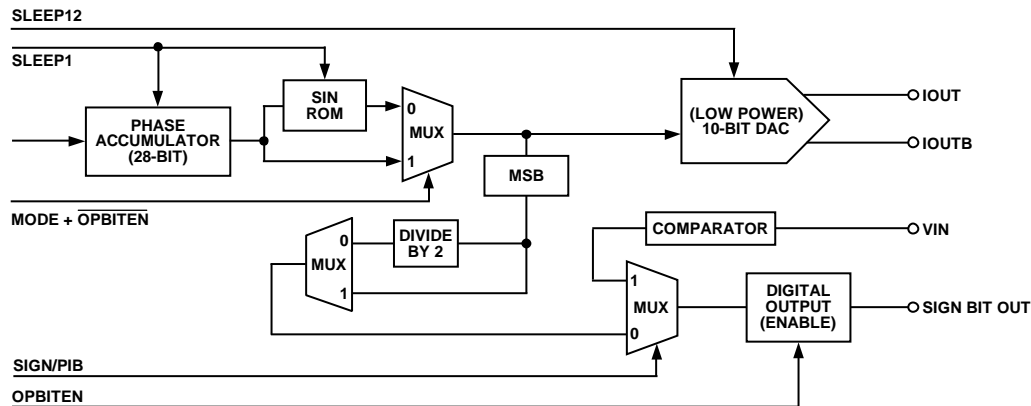 SLEEP12
SLEEP1
SIN
ROM
PHASE
ACCUMULATOR
(28-BIT)
0
MUX
1
(LOW POWER)
10-BIT DAC
IOUT
IOUTB
MSB
MODE + OPBITEN
0
MUX
1
DIVIDE
BY 2
COMPARATOR
VIN
1
MUX
0
DIGITAL
OUTPUT
(ENABLE)
SIGN BIT OUT
SIGN/PIB
OPBITEN